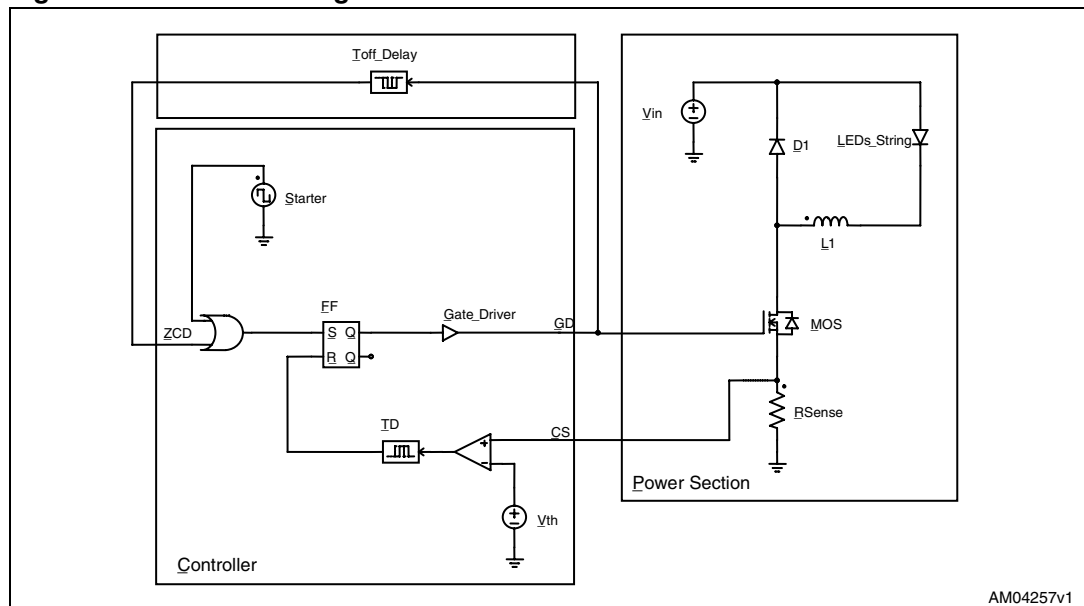 Toff_Delay
Vin
D1
LEDs_String
Starter
L1
FF
Gate_Driver
GD
ZCD
S Q
R Q
MOS
TD
CS
RSense
Vth
Power Section
Controller
AM04257v1